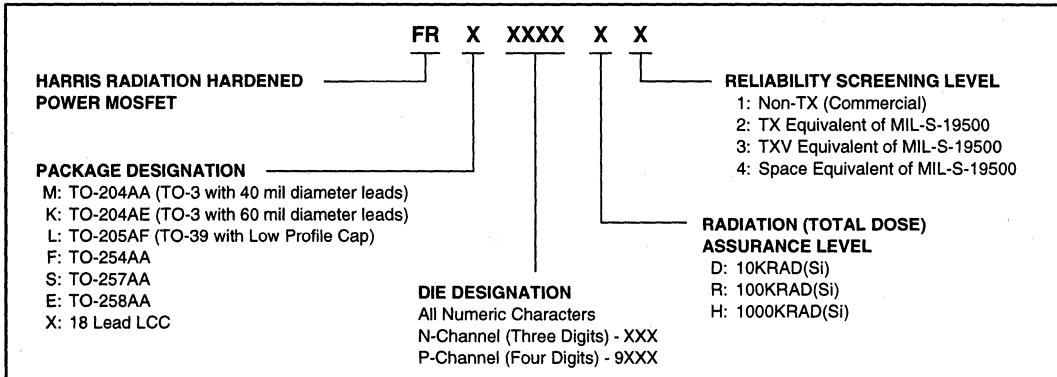 FR X XXXX X X
HARRIS RADIATION HARDENED
POWER MOSFET
PACKAGE DESIGNATION
M: TO-204AA (TO-3 with 40 mil diameter leads)
K: TO-204AE (TO-3 with 60 mil diameter leads)
L: TO-205AF (TO-39 with Low Profile Cap)
F: TO-254AA
S: TO-257AA
E: TO-258AA
X: 18 Lead LCC
DIE DESIGNATION
All Numeric Characters
N-Channel (Three Digits) - XXX
P-Channel (Four Digits) - 9XXX
RELIABILITY SCREENING LEVEL
1: Non-TX (Commercial)
2: TX Equivalent of MIL-S-19500
3: TXV Equivalent of MIL-S-19500
4: Space Equivalent of MIL-S-19500
RADIATION (TOTAL DOSE)
ASSURANCE LEVEL
D: 10KRAD(Si)
R: 100KRAD(Si)
H: 1000KRAD(Si)